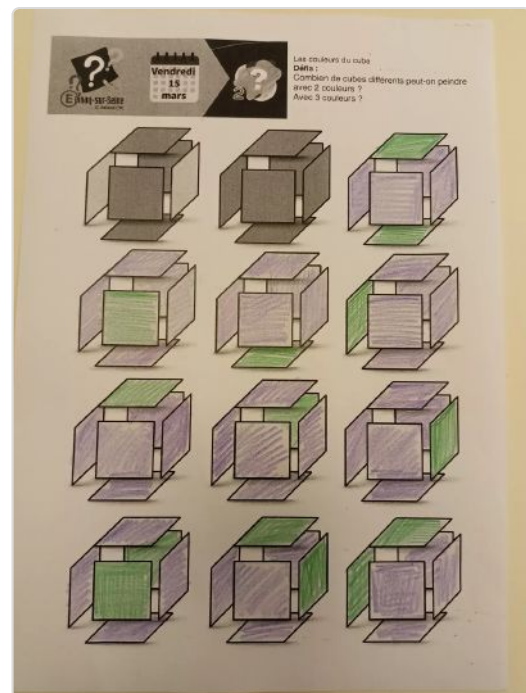 Vendredi
15
mars
Les couleurs du cube
Défis :
Combien de cubes différents peut-on peindre
avec 2 couleurs ?
Avec 3 couleurs ?